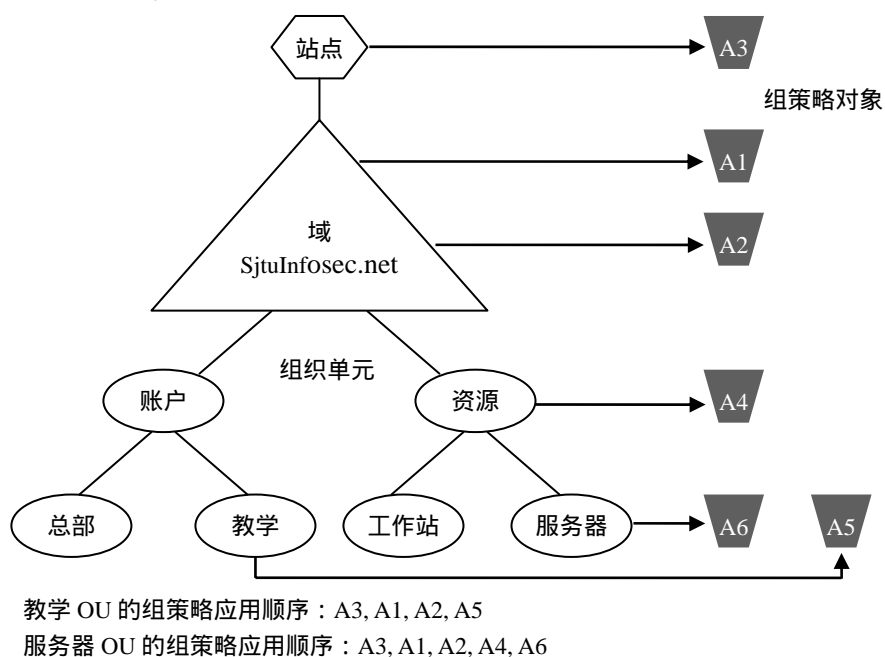 站点
A3
组策略对象
A1
域
SjtuInfosec.net
A2
组织单元
账户
资源
A4
总部
教学
工作站
服务器
A6
A5
教学 OU 的组策略应用顺序：A3, A1, A2, A5
服务器 OU 的组策略应用顺序：A3, A1, A2, A4, A6